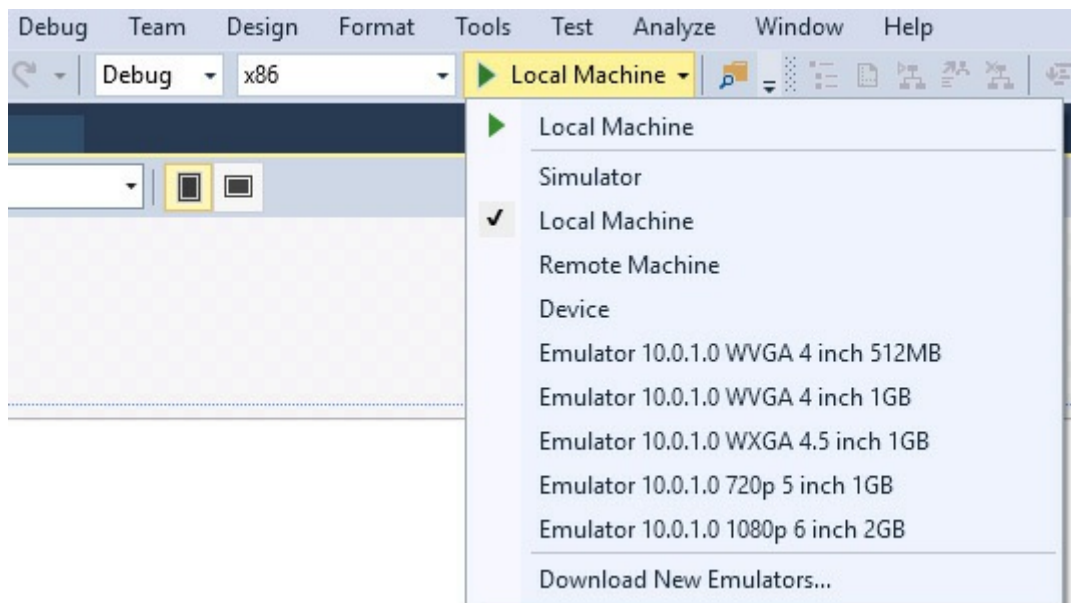 Debug Team Design Format Tools Test Analyze Window Help
Debug x86 Local Machine
Local Machine
Simulator
Local Machine
Remote Machine
Device
Emulator 10.0.1.0 WVGA 4 inch 512MB
Emulator 10.0.1.0 WVGA 4 inch 1GB
Emulator 10.0.1.0 WXGA 4.5 inch 1GB
Emulator 10.0.1.0 720p 5 inch 1GB
Emulator 10.0.1.0 1080p 6 inch 2GB
Download New Emulators...